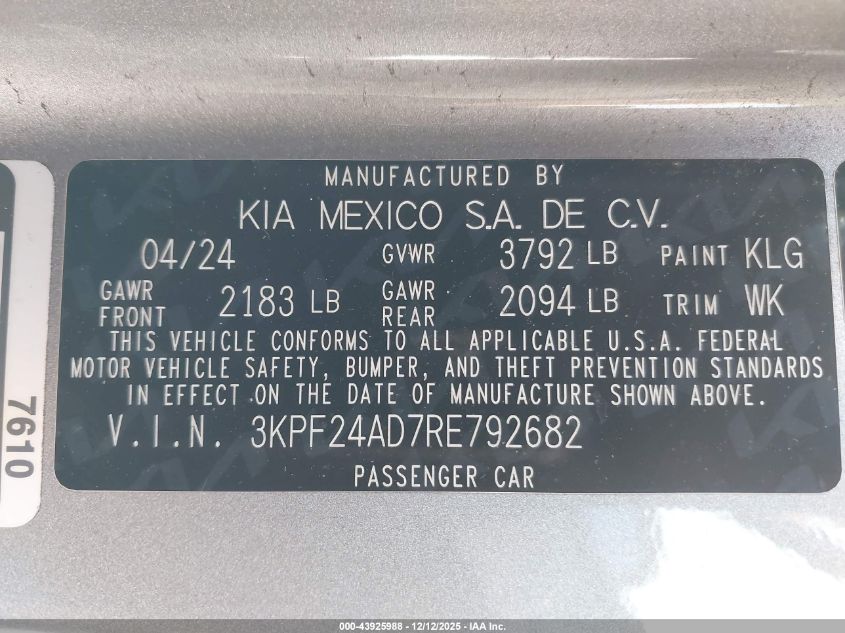 MANUFACTURED BY
KIA MEXICO S.A. DE C.V.
04/24 GVWR 3792 LB PAINT KLG
GAWR FRONT 2183 LB GAWR REAR 2094 LB TRIM WK
THIS VEHICLE CONFORMS TO ALL APPLICABLE U.S.A. FEDERAL
MOTOR VEHICLE SAFETY, BUMPER, AND THEFT PREVENTION STANDARDS
IN EFFECT ON THE DATE OF MANUFACTURE SHOWN ABOVE.
V.I.N. 3KPF24AD7RE792682
PASSENGER CAR
7610
000-43925988 - 12/12/2025 - IAA Inc.